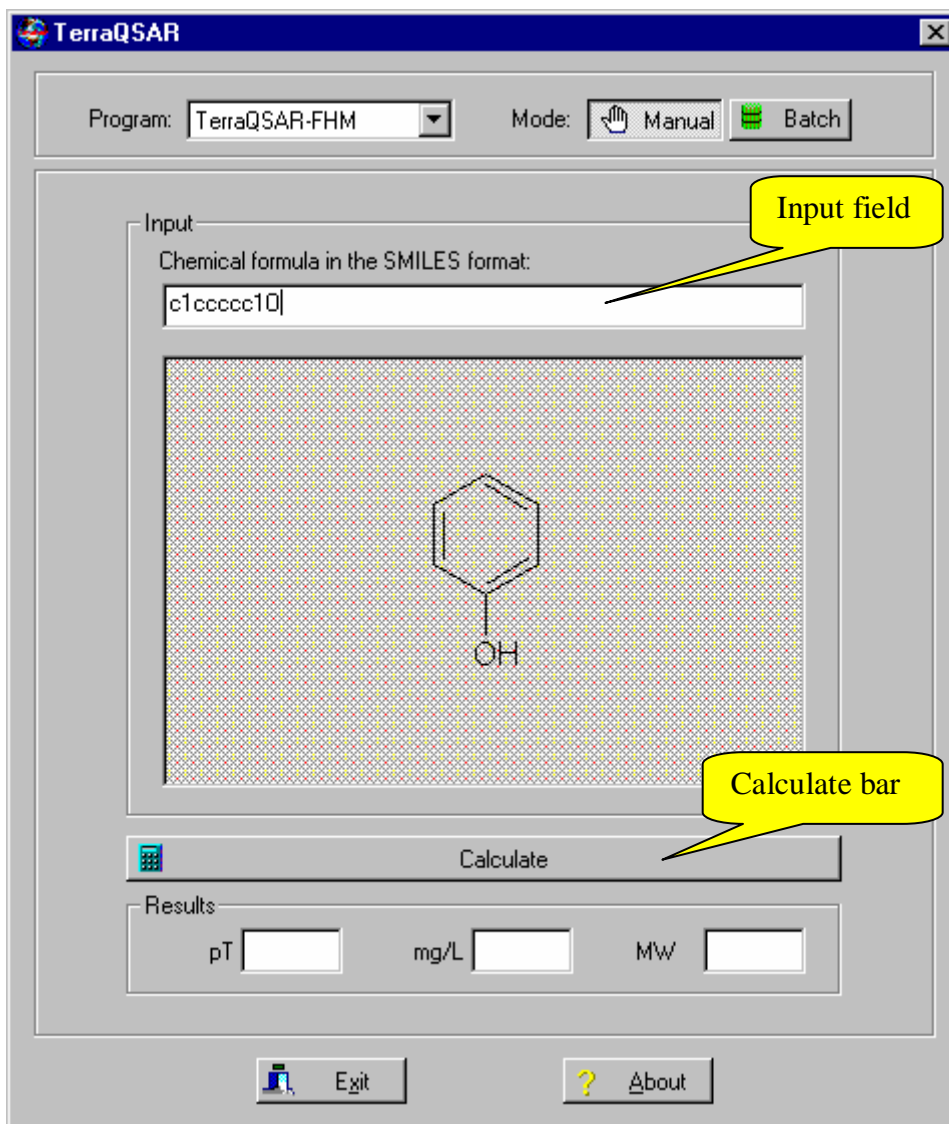 TerraQSAR
Program: TerraQSAR-FHM Mode: Manual Batch
Input field
Input
Chemical formula in the SMILES format:
c1ccccc1O
OH
Calculate bar
Calculate
Results
pT mg/L MW
Exit ? About